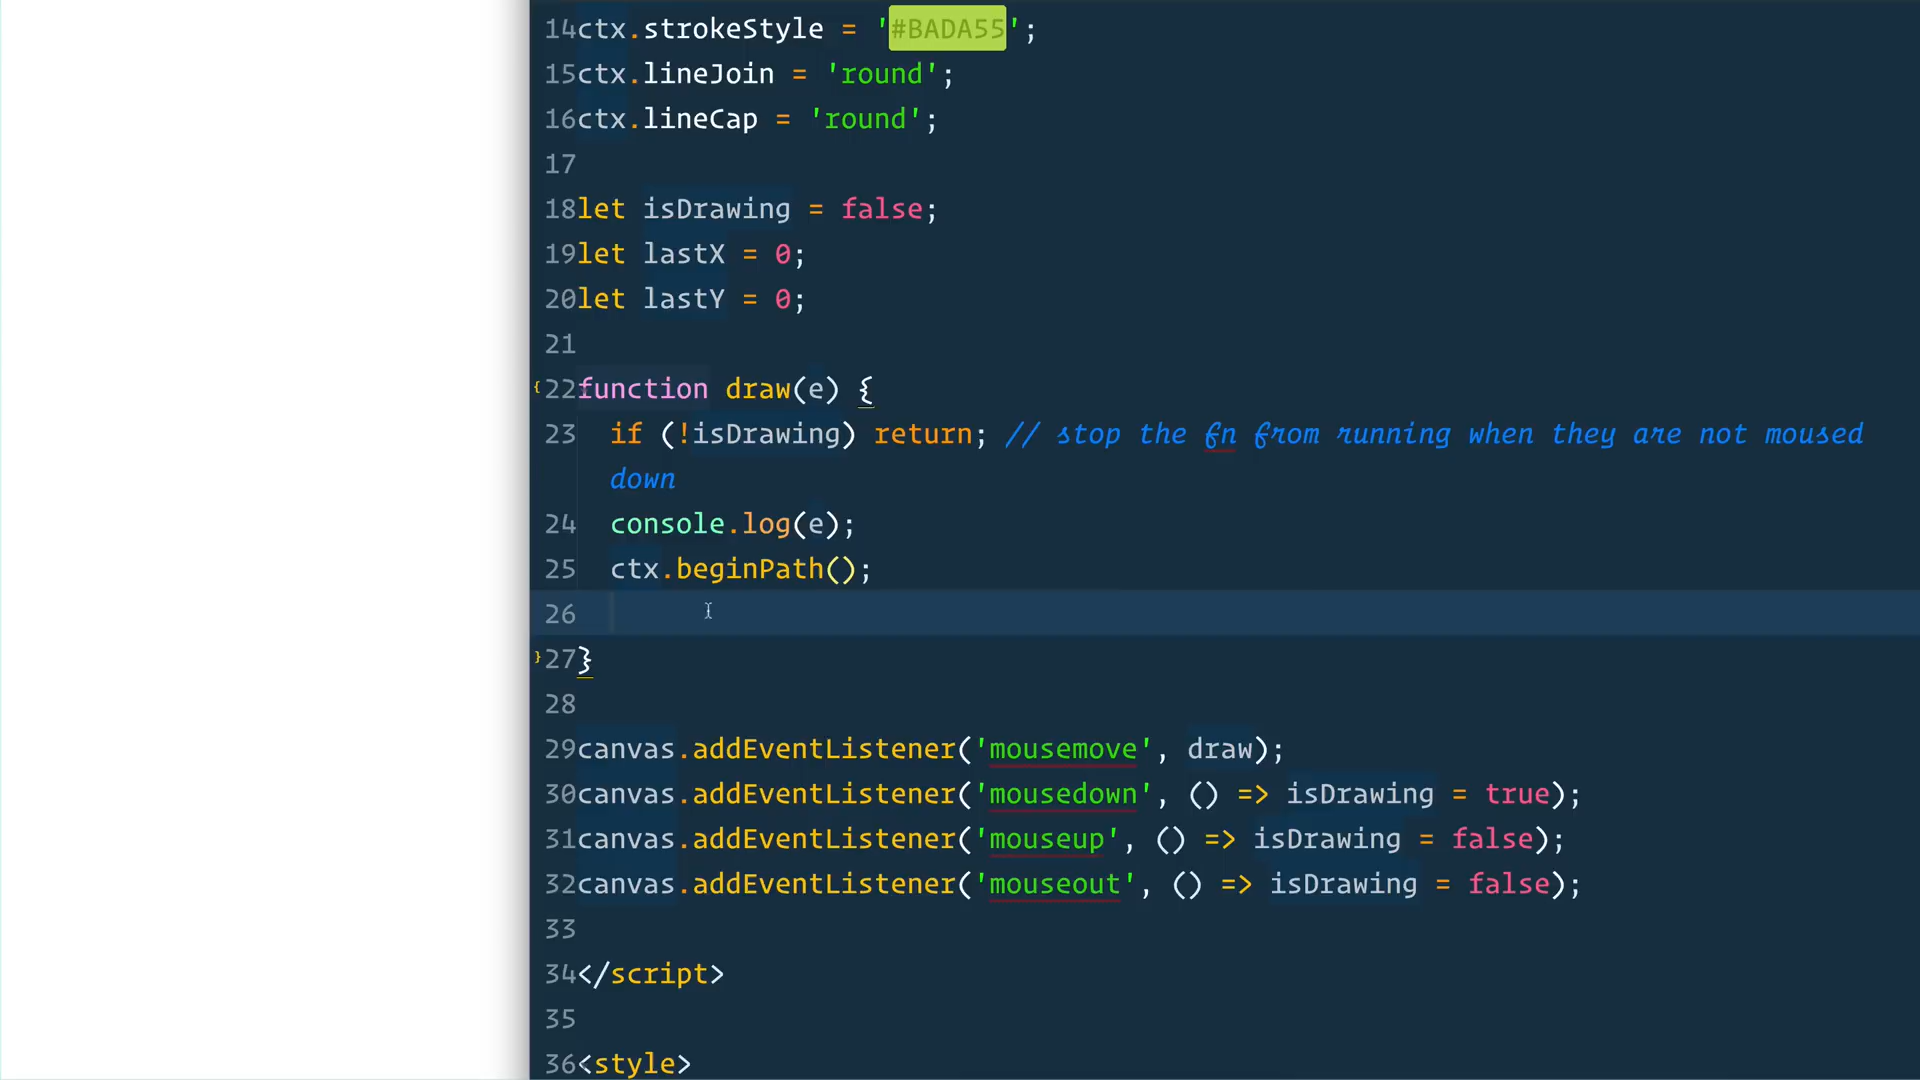 14ctx.strokeStyle = '#BADA55';
15ctx.lineJoin = 'round';
16ctx.lineCap = 'round';
17
18let isDrawing = false;
19let lastX = 0;
20let lastY = 0;
21
{22function draw(e) {
23  if (!isDrawing) return; // stop the fn from running when they are not moused
down
24  console.log(e);
25  ctx.beginPath();
26
}27}
28
29canvas.addEventListener('mousemove', draw);
30canvas.addEventListener('mousedown', () => isDrawing = true);
31canvas.addEventListener('mouseup', () => isDrawing = false);
32canvas.addEventListener('mouseout', () => isDrawing = false);
33
34</script>
35
36<style>